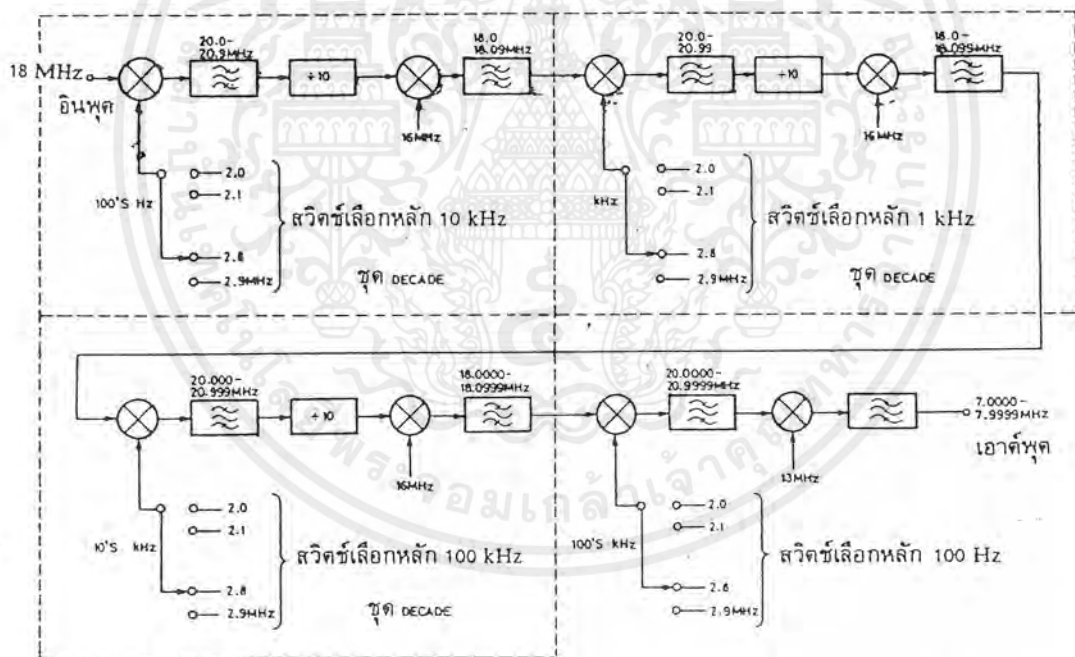 20.0-
20.9MHz
18.0
18.09MHz
18 MHz
÷10
อินพุต
16MHz
100'S Hz
2.0
2.1
2.8
2.9MHz
สวิตช์เลือกหลัก 10 kHz
ชุด DECADE
20.0-
20.99
18.0-
18.099MHz
÷10
16MHz
kHz
2.0
2.1
2.8
2.9MHz
สวิตช์เลือกหลัก 1 kHz
ชุด DECADE
20.000-
20.999MHz
18.0000-
18.0999MHz
÷10
16MHz
10'S kHz
2.0
2.1
2.8
2.9MHz
สวิตช์เลือกหลัก 100 kHz
ชุด DECADE
20.0000-
20.9999MHz
7.0000-
7.9999MHz
เอาต์พุต
13MHz
100'S kHz
2.0
2.1
2.8
2.9MHz
สวิตช์เลือกหลัก 100 Hz